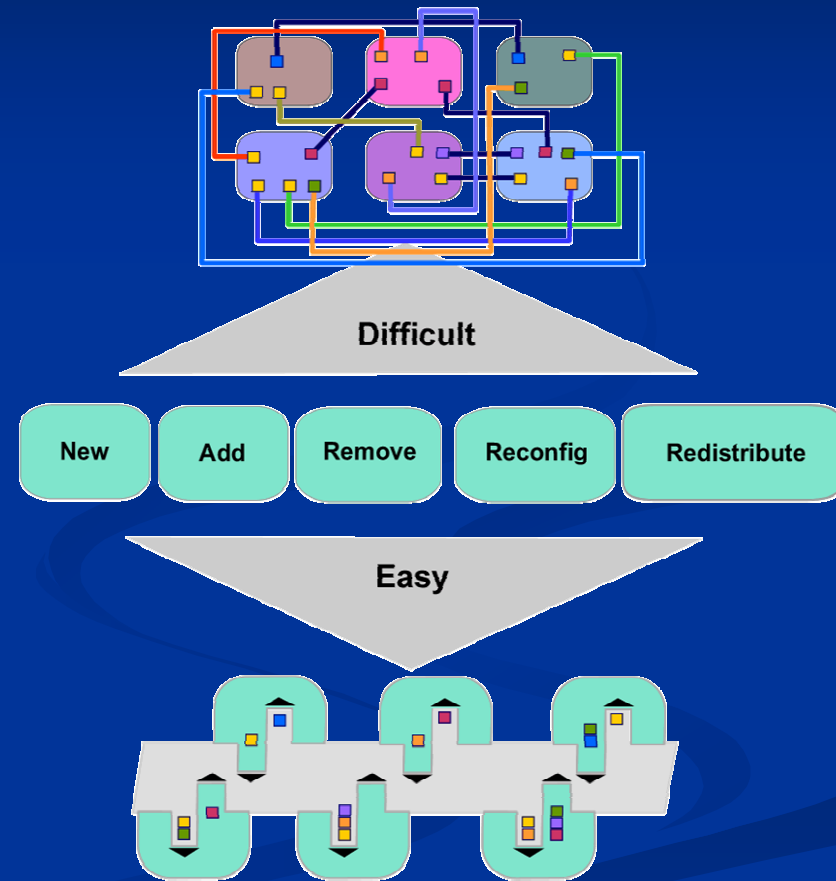 Difficult
New
Add
Remove
Reconfig
Redistribute
Easy